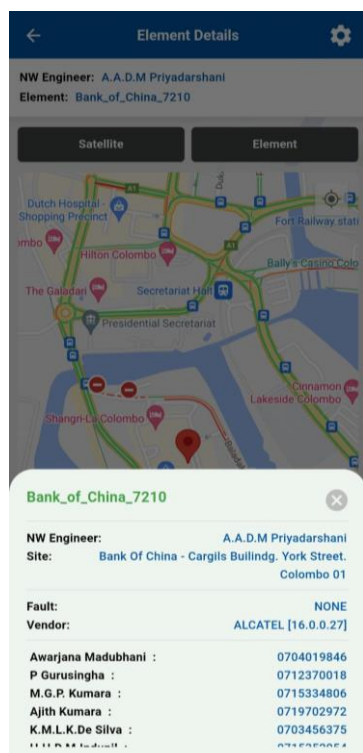 Element Details
NW Engineer: A.A.D.M Priyadarshani
Element: Bank_of_China_7210
Satellite
Element
A1
Dutch Hospital -
Shopping Precinct
Fort Railway stati
Hilton Colombo
A1
Bally's Casino Colo
The Galadari
Secretariat Halt
Presidential Secretariat
Cinnamon
Lakeside Colombo
Shangri-La Colombo
Baladak
Bank_of_China_7210
NW Engineer: A.A.D.M Priyadarshani
Site: Bank Of China - Cargils Builindg. York Street.
Colombo 01
Fault: NONE
Vendor: ALCATEL [16.0.0.27]
Awarjana Madubhani : 0704019846
P Gurusingha : 0712370018
M.G.P. Kumara : 0715334806
Ajith Kumara : 0719702972
K.M.L.K.De Silva : 0703456375